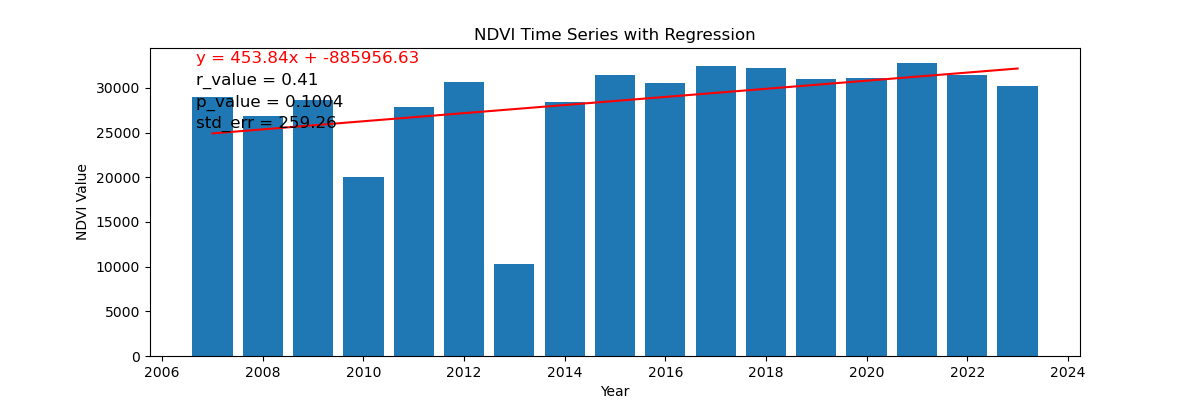 NDVI Time Series with Regression
y = 453.84x + -885956.63
r_value = 0.41
p_value = 0.1004
std_err = 259.26
NDVI Value
30000
25000
20000
15000
10000
5000
0
2006 2008 2010 2012 2014 2016 2018 2020 2022 2024
Year